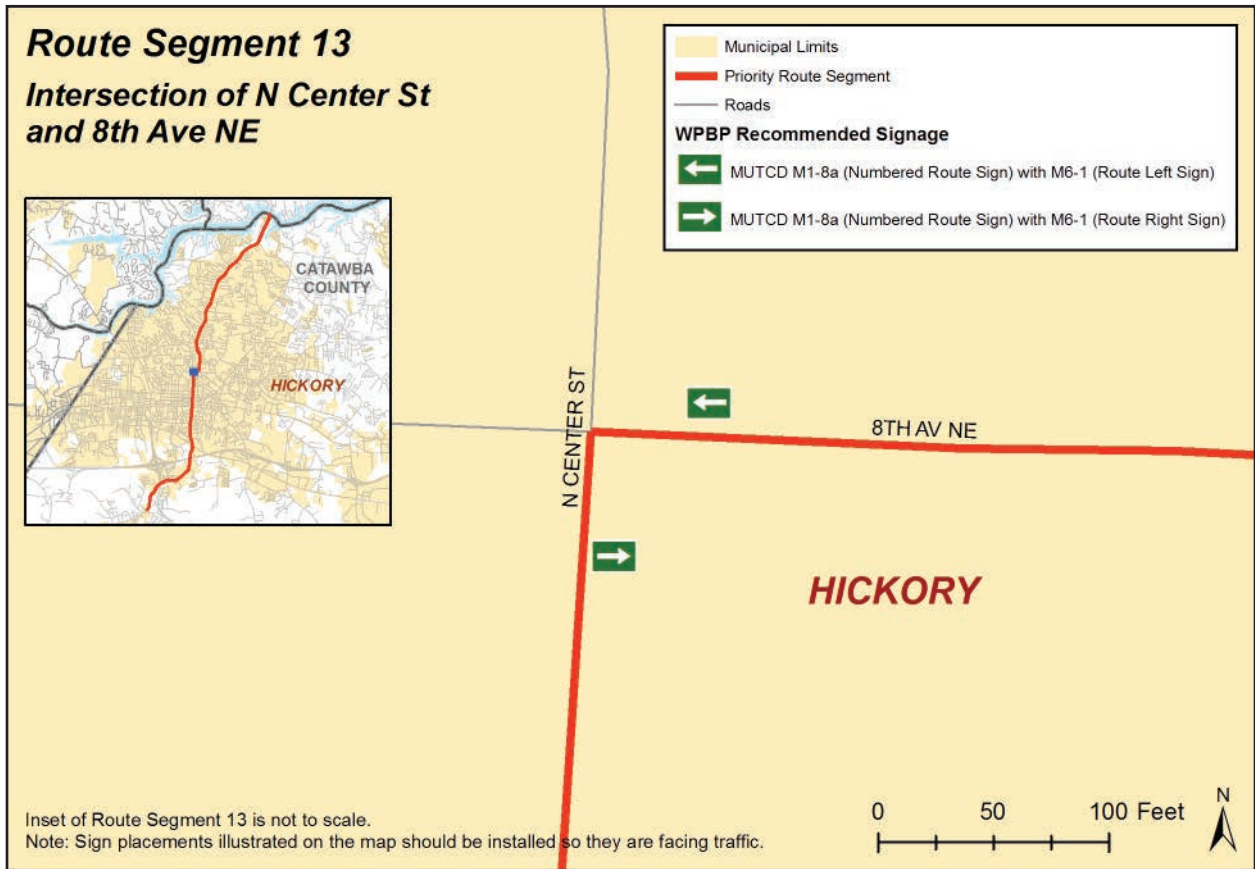 Route Segment 13
Intersection of N Center St
and 8th Ave NE
Municipal Limits
Priority Route Segment
Roads
WPBP Recommended Signage
MUTCD M1-8a (Numbered Route Sign) with M6-1 (Route Left Sign)
MUTCD M1-8a (Numbered Route Sign) with M6-1 (Route Right Sign)
CATAWBA
COUNTY
HICKORY
N CENTER ST
8TH AV NE
HICKORY
Inset of Route Segment 13 is not to scale.
Note: Sign placements illustrated on the map should be installed so they are facing traffic.
0 50 100 Feet
N